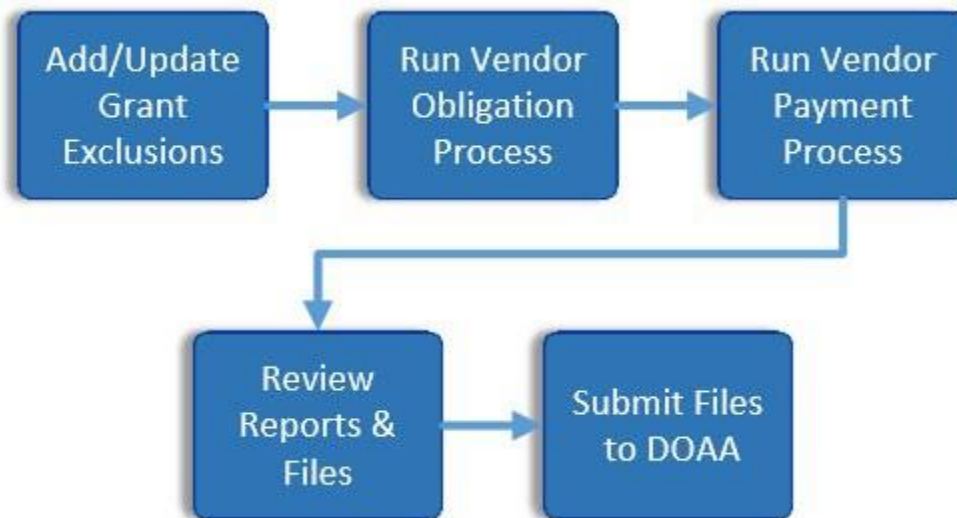 Add/Update
Grant
Exclusions
Run Vendor
Obligation
Process
Run Vendor
Payment
Process
Review
Reports &
Files
Submit Files
to DOAA